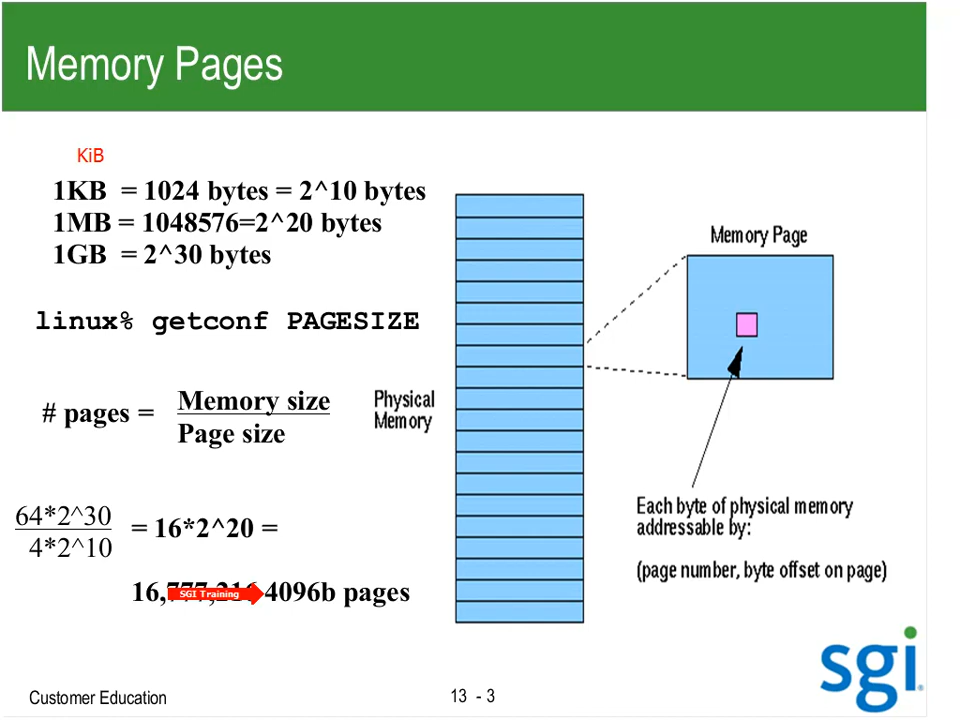 Memory Pages
KiB
1KB = 1024 bytes = 2^10 bytes
1MB = 1048576=2^20 bytes
1GB = 2^30 bytes
linux% getconf PAGESIZE
# pages = Memory size
Page size
64*2^30
4*2^10
= 16*2^20 =
16,777,216 4096b pages
SGI Training
Physical
Memory
Memory Page
Each byte of physical memory
addressable by:
(page number, byte offset on page)
sgi
Customer Education
13 - 3